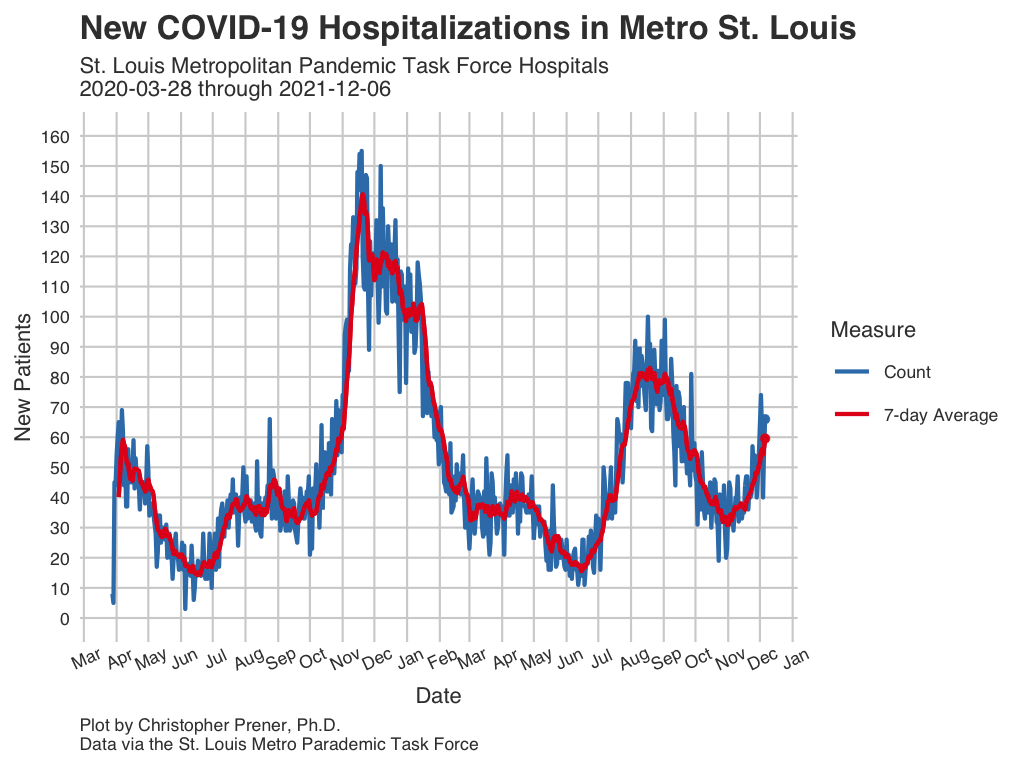 New COVID-19 Hospitalizations in Metro St. Louis
St. Louis Metropolitan Pandemic Task Force Hospitals
2020-03-28 through 2021-12-06
160
150
140
130
120
110
100
90
80
70
60
50
40
30
20
10
0
New Patients
Mar Apr May Jun Jul Aug Sep Oct Nov Dec Jan Feb Mar Apr May Jun Jul Aug Sep Oct Nov Dec Jan
Date
Measure
Count
7-day Average
Plot by Christopher Prener, Ph.D.
Data via the St. Louis Metro Parademic Task Force